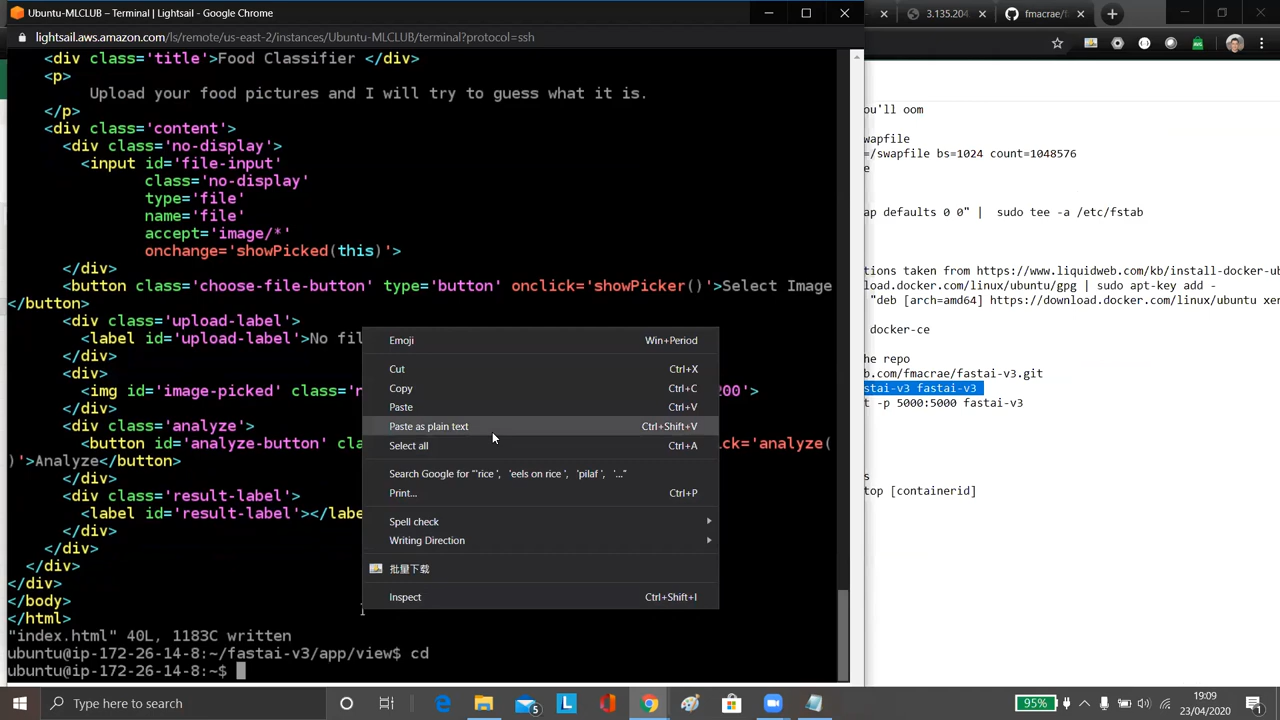 Ubuntu-MLCLUB – Terminal | Lightsail - Google Chrome
3.135.204
fmacrae/f
lightsail.aws.amazon.com/ls/remote/us-east-2/instances/Ubuntu-MLCLUB/terminal?protocol=ssh
<div class='title'>Food Classifier </div>
<p>
Upload your food pictures and I will try to guess what it is.
</p>
<div class='content'>
<div class='no-display'>
<input id='file-input'
class='no-display'
type='file'
name='file'
accept='image/*'
onchange='showPicked(this)'>
</div>
<button class='choose-file-button' type='button' onclick='showPicker()'>Select Image
</button>
<div class='upload-label'>
<label id='upload-label'>No fil
</div>
<div>
<img id='image-picked' class='n
00'>
</div>
<div class='analyze'>
<button id='analyze-button' cla
ick='analyze(
)'>Analyze</button>
</div>
<div class='result-label'>
<label id='result-label'></labe
</div>
</div>
</div>
</div>
</body>
</html>
"index.html" 40L, 1183C written
ubuntu@ip-172-26-14-8:~/fastai-v3/app/view$ cd
ubuntu@ip-172-26-14-8:~$
Emoji Win+Period
Cut Ctrl+X
Copy Ctrl+C
Paste Ctrl+V
Paste as plain text Ctrl+Shift+V
Select all Ctrl+A
Search Google for "'rice ', 'eels on rice ', 'pilaf ', '..."
Print... Ctrl+P
Spell check
Writing Direction
批量下载
Inspect Ctrl+Shift+I
ou'll oom
apfile
=/swapfile bs=1024 count=1048576
e
ap defaults 0 0" | sudo tee -a /etc/fstab
tions taken from https://www.liquidweb.com/kb/install-docker-ub
load.docker.com/linux/ubuntu/gpg | sudo apt-key add -
"deb [arch=amd64] https://download.docker.com/linux/ubuntu xen
docker-ce
he repo
b.com/fmacrae/fastai-v3.git
stai-v3 fastai-v3
t -p 5000:5000 fastai-v3
s
top [containerid]
Type here to search
5
L
95%
19:09
23/04/2020
1